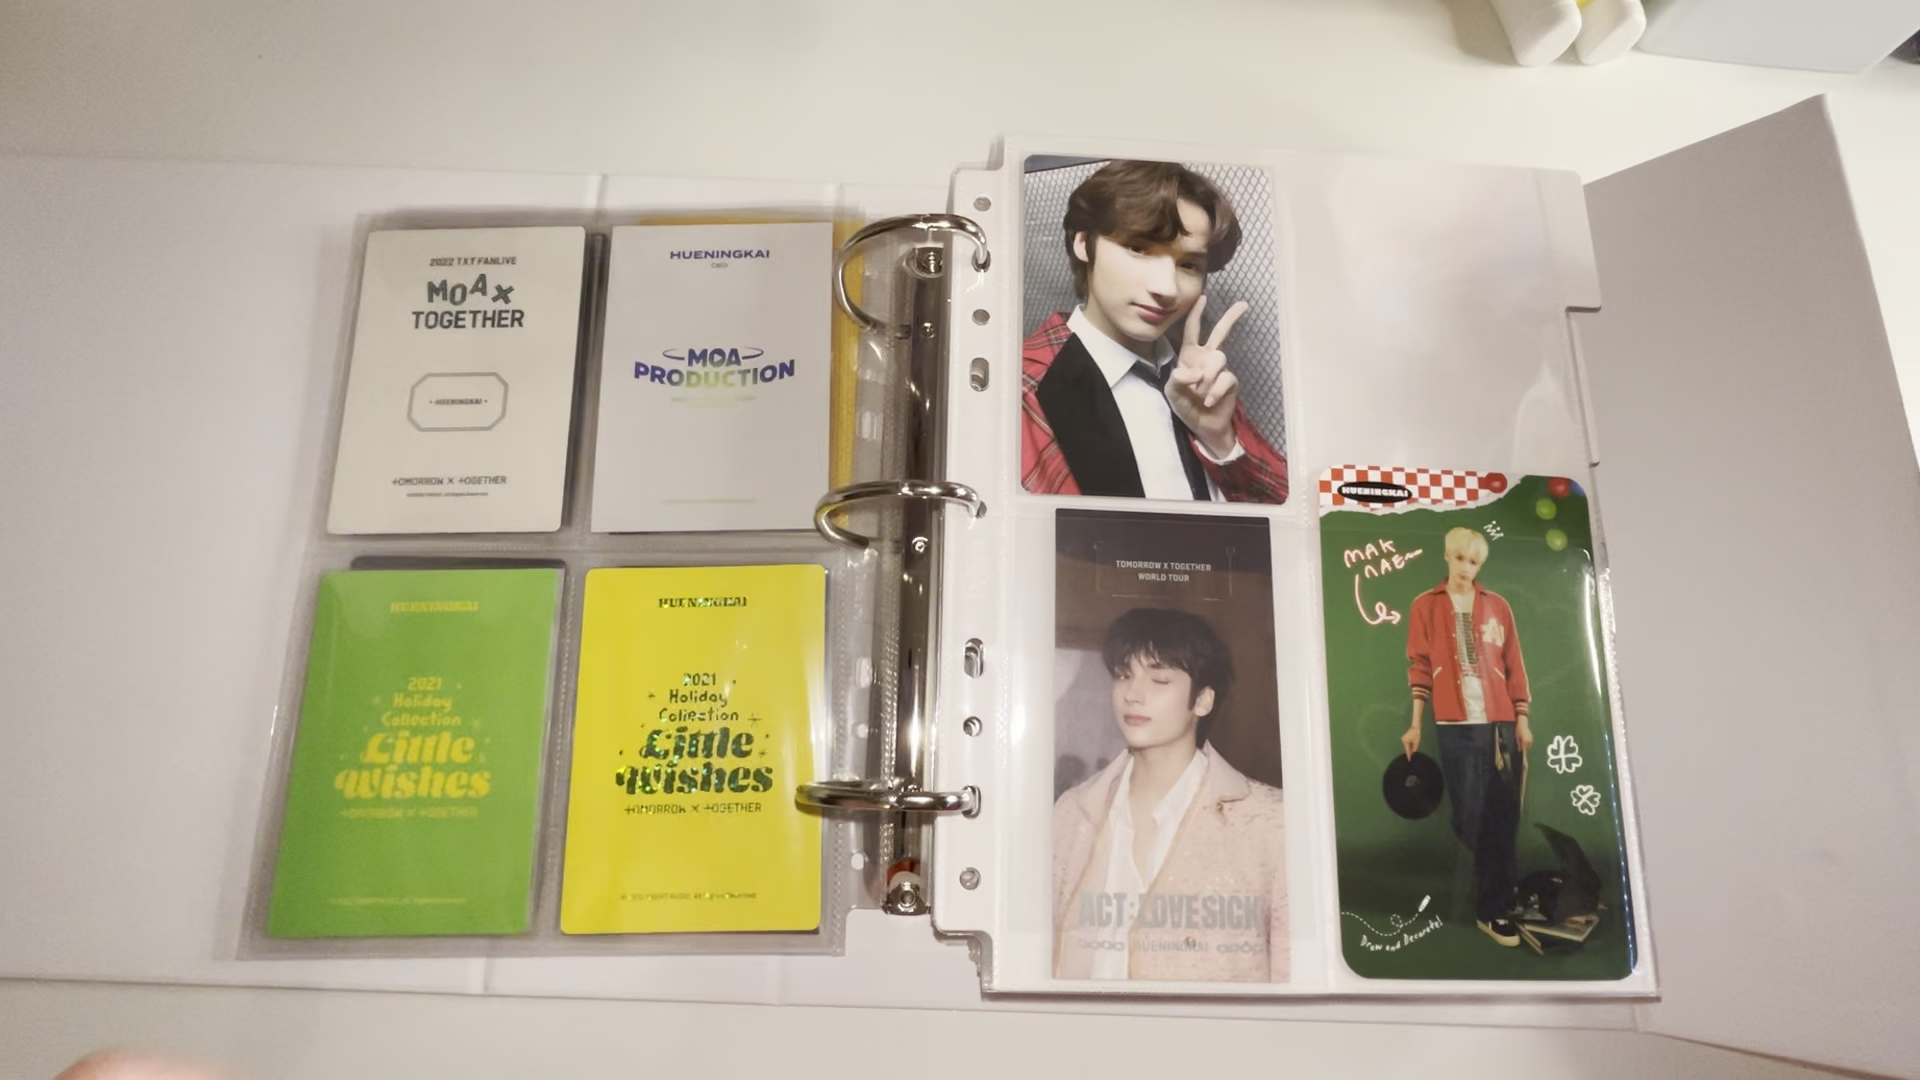 2022 TXT FANLIVE
MOA X
TOGETHER
• HUENINGKAI •
TOMORROW X TOGETHER
HUENINGKAI
MOA
PRODUCTION
HUENINGKAI
2021
Holiday
Collection
Little
Wishes
TOMORROW X TOGETHER
HUENINGKAI
2021
Holiday
Collection
Little
Wishes
TOMORROW X TOGETHER
TOMORROW X TOGETHER
WORLD TOUR
ACT : LOVE SICK
HUENINGKAI
HUENINGKAI
MAK
NAE~
Draw and Decorate!